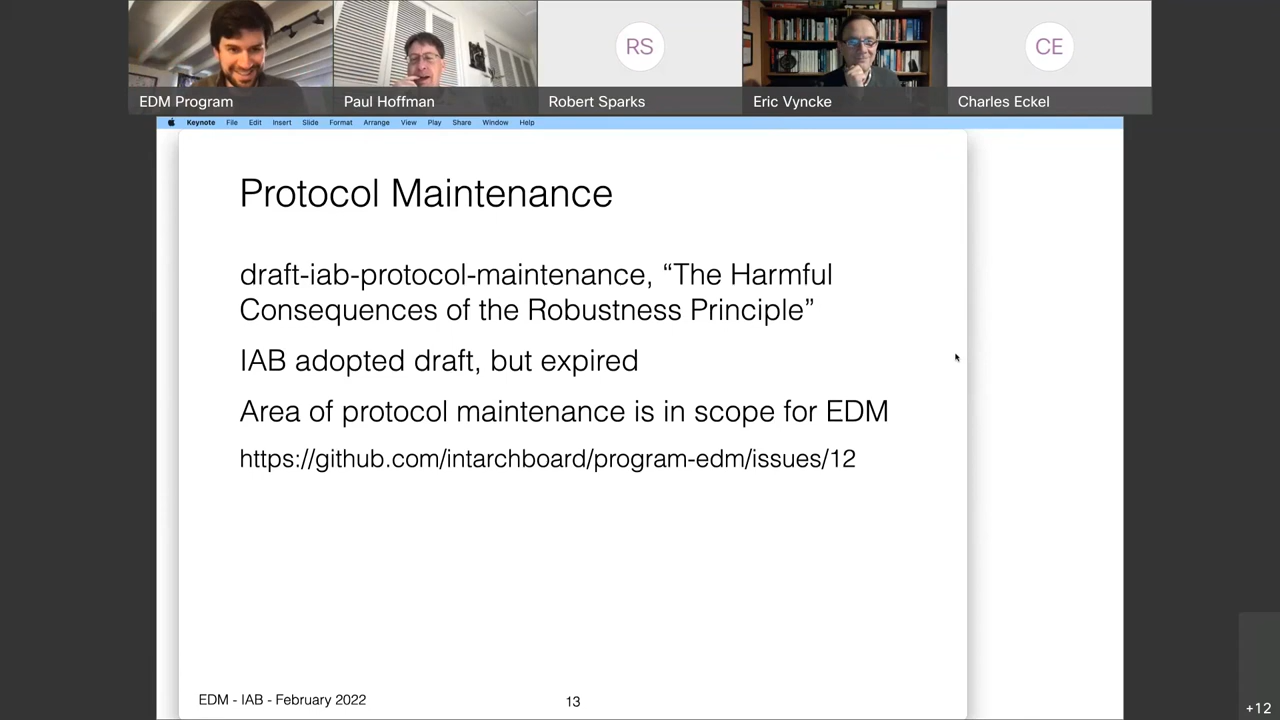 RS
CE
EDM Program
Paul Hoffman
Robert Sparks
Eric Vyncke
Charles Eckel
Keynote File Edit Insert Slide Format Arrange View Play Share Window Help
Protocol Maintenance
draft-iab-protocol-maintenance, “The Harmful
Consequences of the Robustness Principle”
IAB adopted draft, but expired
Area of protocol maintenance is in scope for EDM
https://github.com/intarchboard/program-edm/issues/12
EDM - IAB - February 2022
13
+12